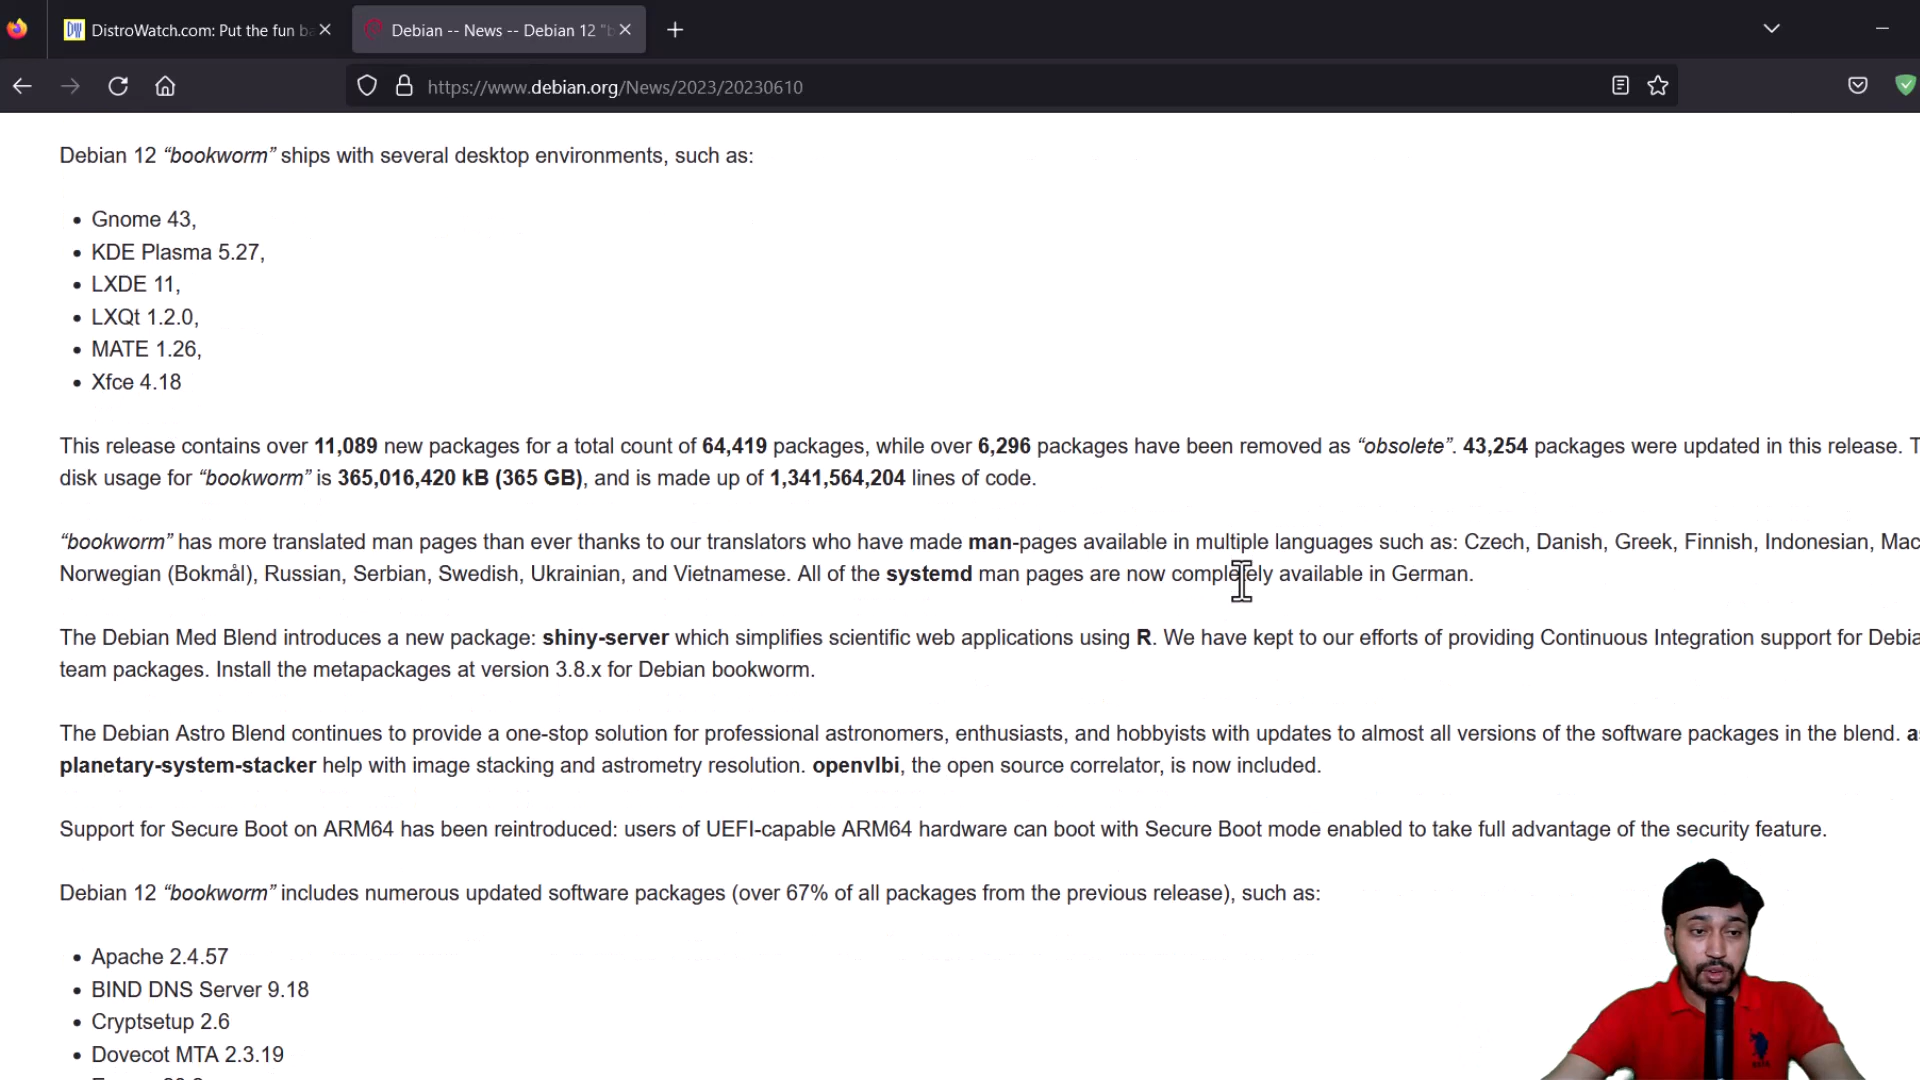 DistroWatch.com: Put the fun ba
Debian -- News -- Debian 12 "b
https://www.debian.org/News/2023/20230610
Debian 12 “bookworm” ships with several desktop environments, such as:
• Gnome 43,
• KDE Plasma 5.27,
• LXDE 11,
• LXQt 1.2.0,
• MATE 1.26,
• Xfce 4.18
This release contains over 11,089 new packages for a total count of 64,419 packages, while over 6,296 packages have been removed as “obsolete”. 43,254 packages were updated in this release. T
disk usage for “bookworm” is 365,016,420 kB (365 GB), and is made up of 1,341,564,204 lines of code.
“bookworm” has more translated man pages than ever thanks to our translators who have made man-pages available in multiple languages such as: Czech, Danish, Greek, Finnish, Indonesian, Mac
Norwegian (Bokmål), Russian, Serbian, Swedish, Ukrainian, and Vietnamese. All of the systemd man pages are now completely available in German.
The Debian Med Blend introduces a new package: shiny-server which simplifies scientific web applications using R. We have kept to our efforts of providing Continuous Integration support for Debia
team packages. Install the metapackages at version 3.8.x for Debian bookworm.
The Debian Astro Blend continues to provide a one-stop solution for professional astronomers, enthusiasts, and hobbyists with updates to almost all versions of the software packages in the blend. a
planetary-system-stacker help with image stacking and astrometry resolution. openvlbi, the open source correlator, is now included.
Support for Secure Boot on ARM64 has been reintroduced: users of UEFI-capable ARM64 hardware can boot with Secure Boot mode enabled to take full advantage of the security feature.
Debian 12 “bookworm” includes numerous updated software packages (over 67% of all packages from the previous release), such as:
• Apache 2.4.57
• BIND DNS Server 9.18
• Cryptsetup 2.6
• Dovecot MTA 2.3.19